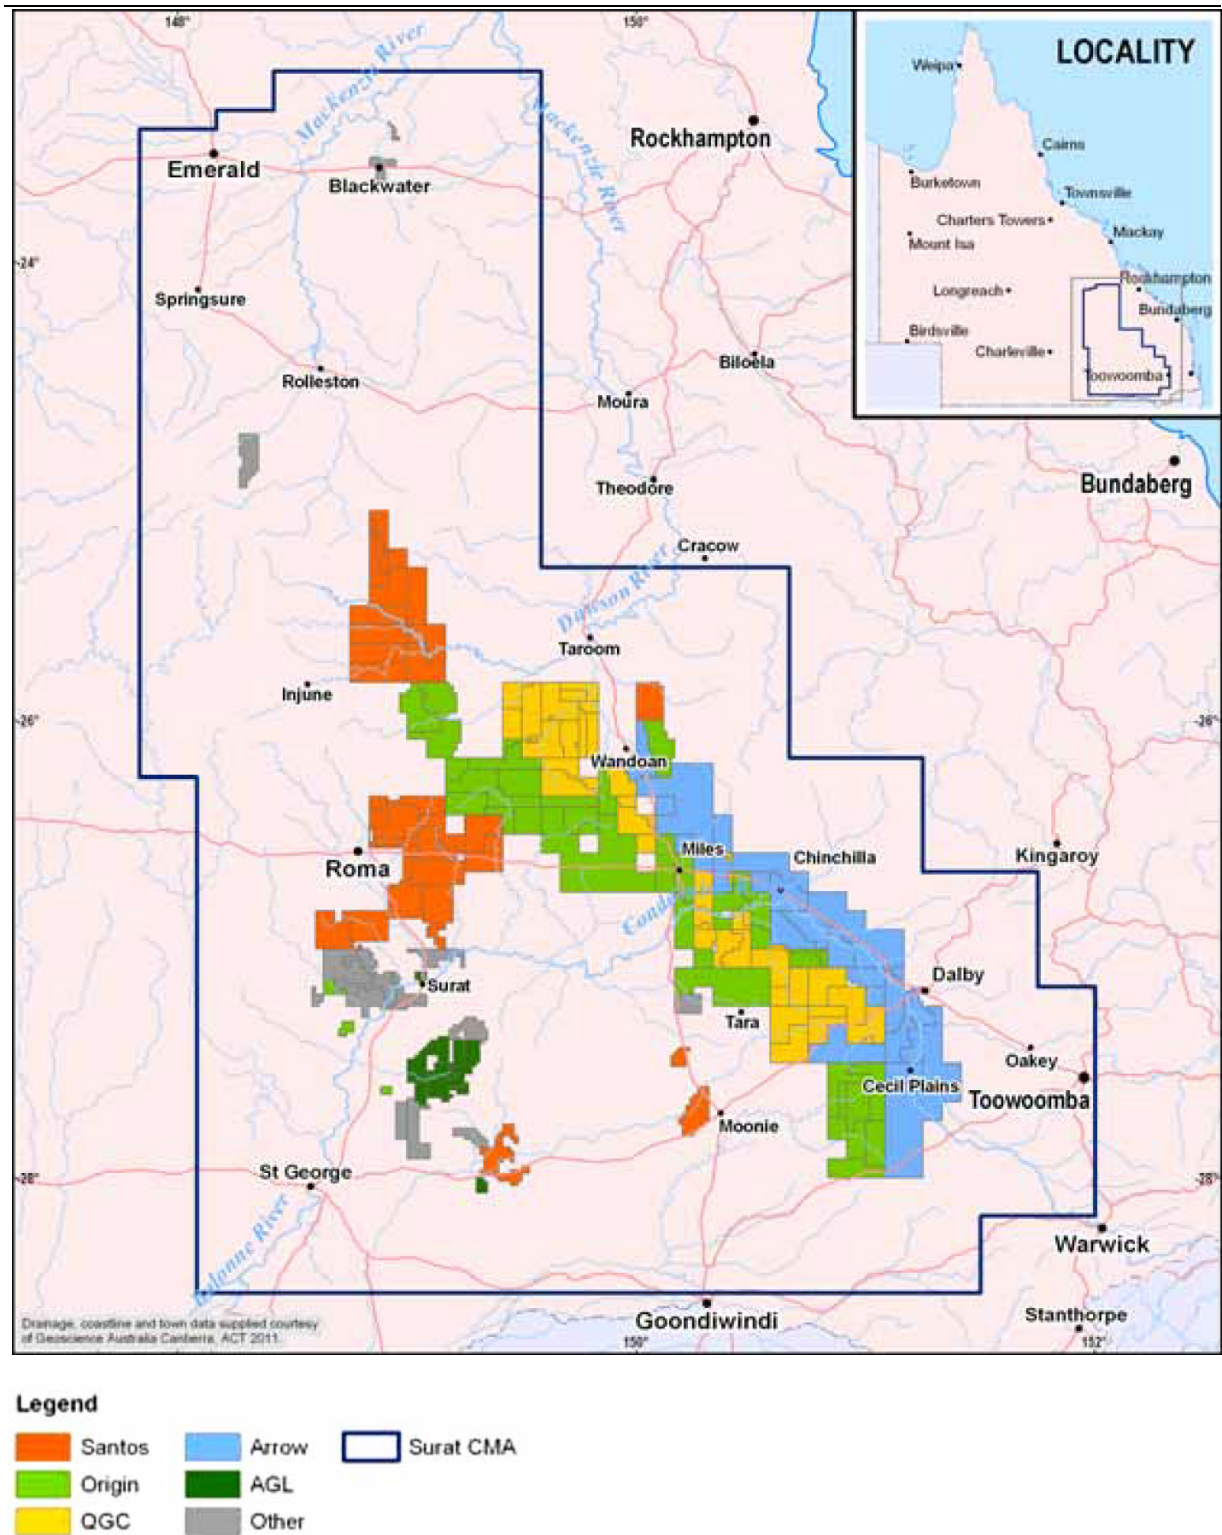 148°
150°
Mackenzie River
Mackenzie River
Rockhampton
Emerald
Blackwater
-24°
Springsure
Rolleston
Biloela
Moura
Theodore
Bundaberg
Cracow
Dawson River
Taroom
Injune
-26°
-26°
Wandoan
Miles
Chinchilla
Kingaroy
Roma
Surat
Dalby
Tara
Oakey
Cecil Plains
Toowoomba
Moonie
St George
-28°
-28°
Balonne River
Warwick
Goondiwindi
Stanthorpe
Drainage, coastline and town data supplied courtesy
of Geoscience Australia Canberra, ACT 2011.
150°
152°
LOCALITY
Weipa
Cairns
Burketown
Townsville
Charters Towers
Mackay
Mount Isa
Rockhampton
Longreach
Bundaberg
Birdsville
Charleville
Toowoomba
Legend
Santos
Arrow
Surat CMA
Origin
AGL
QGC
Other